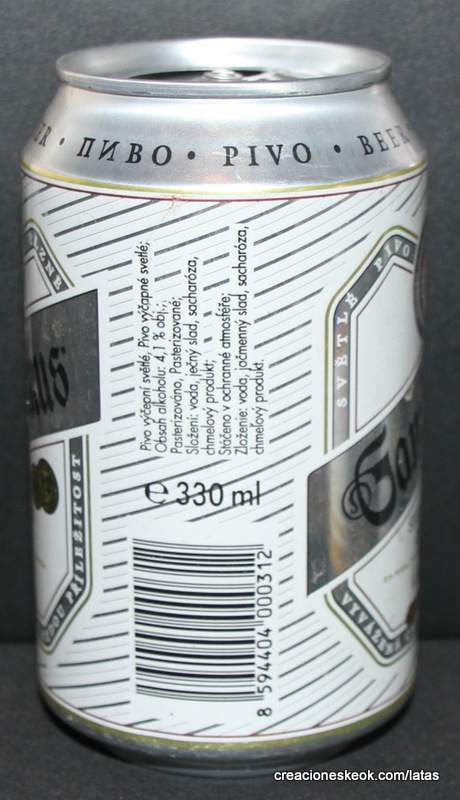 ER • ПИВО • PIVO • BEER
Pivo výčepní světlé, Pivo výčapné svetlé;
Obsah alkoholu: 4,1 % obj.;
Pasterizováno, Pasterizované;
Složení: voda, ječný slad, sacharóza,
chmelový produkt;
Stáčeno v ochranné atmosféře;
Zloženie: voda, jačmenný slad, sacharóza,
chmelový produkt.
e 330 ml
8 594404 000312
PŘÍLEŽITOST
SVĚTLÉ PIVO
creacioneskeok.com/latas